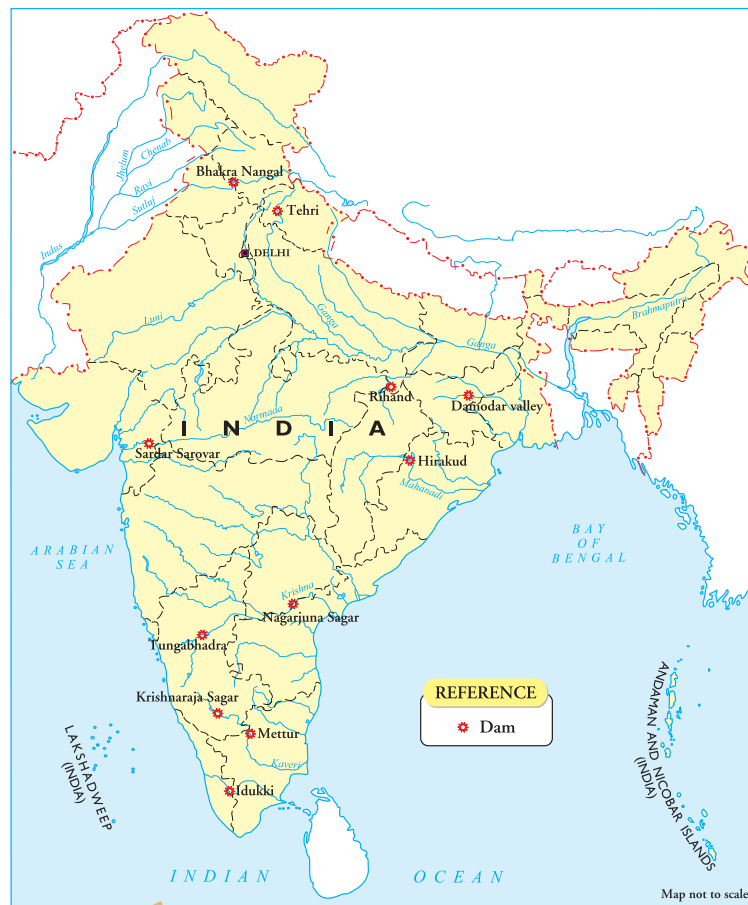 Jhelum
Chenab
Ravi
Sutluj
Indus
Bhakra Nangal
Tehri
DELHI
Luni
Ganga
Ganga
Brahmaputra
Rihand
Damodar valley
Narmada
INDIA
Sardar Sarovar
Hirakud
Mahanadi
ARABIAN
SEA
BAY
OF
BENGAL
Krishna
Nagarjuna Sagar
Tungabhadra
Krishnaraja Sagar
Mettur
Kaveri
Idukki
REFERENCE
Dam
LAKSHADWEEP
(INDIA)
ANDAMAN AND NICOBAR ISLANDS
(INDIA)
INDIAN OCEAN
Map not to scale